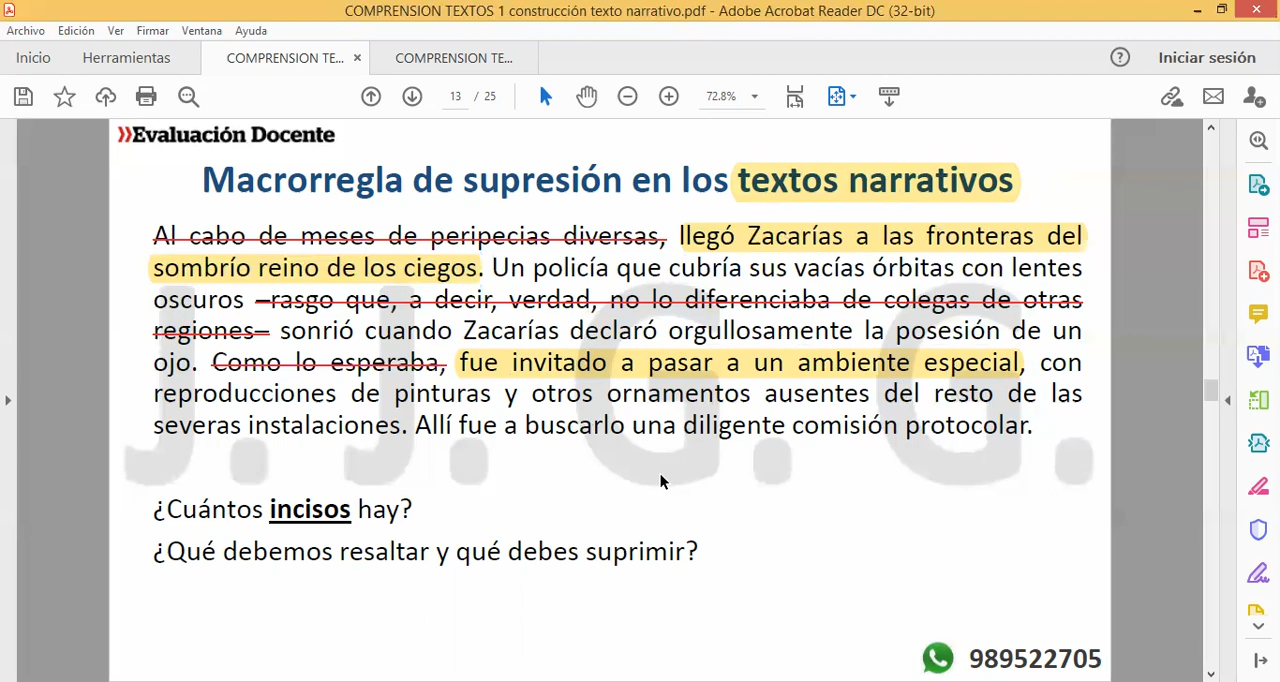 COMPRENSION TEXTOS 1 construcción texto narrativo.pdf - Adobe Acrobat Reader DC (32-bit)
Archivo Edición Ver Firmar Ventana Ayuda
Inicio Herramientas COMPRENSION TE... × COMPRENSION TE... Iniciar sesión
13 / 25 72.8%
Evaluación Docente
Macrorregla de supresión en los textos narrativos
Al cabo de meses de peripecias diversas, llegó Zacarías a las fronteras del
sombrío reino de los ciegos. Un policía que cubría sus vacías órbitas con lentes
oscuros –rasgo que, a decir, verdad, no lo diferenciaba de colegas de otras
regiones– sonrió cuando Zacarías declaró orgullosamente la posesión de un
ojo. Como lo esperaba, fue invitado a pasar a un ambiente especial, con
reproducciones de pinturas y otros ornamentos ausentes del resto de las
severas instalaciones. Allí fue a buscarlo una diligente comisión protocolar.
J. J. G. G.
¿Cuántos incisos hay?
¿Qué debemos resaltar y qué debes suprimir?
989522705